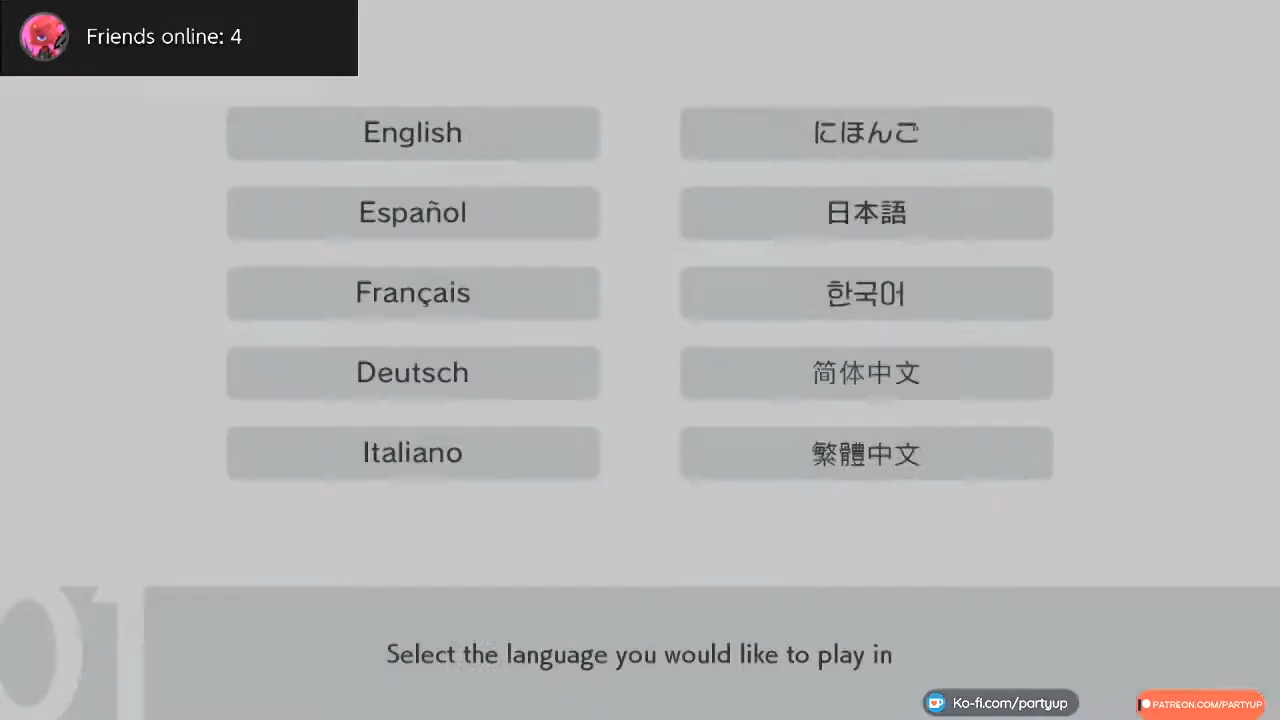 Friends online: 4
English
にほんご
Español
日本語
Français
한국어
Deutsch
简体中文
Italiano
繁體中文
01
Select the language you would like to play in
Ko-fi.com/partyup
PATREON.COM/PARTYUP